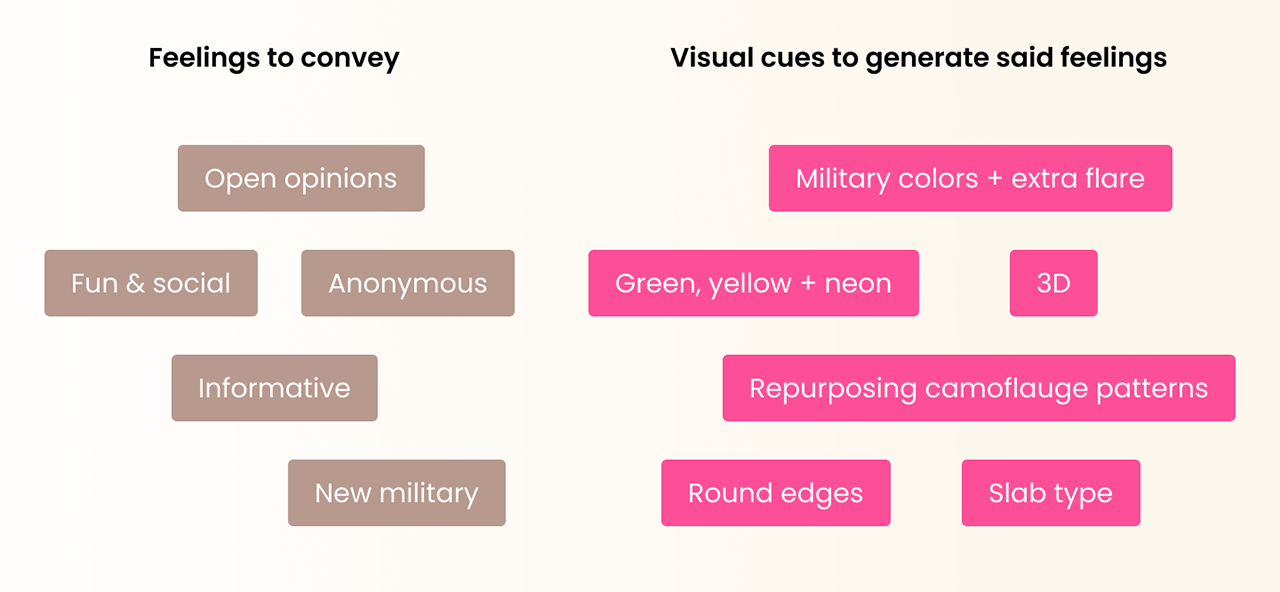 Feelings to convey
Open opinions
Fun & social
Anonymous
Informative
New military
Visual cues to generate said feelings
Military colors + extra flare
Green, yellow + neon
3D
Repurposing camoflauge patterns
Round edges
Slab type